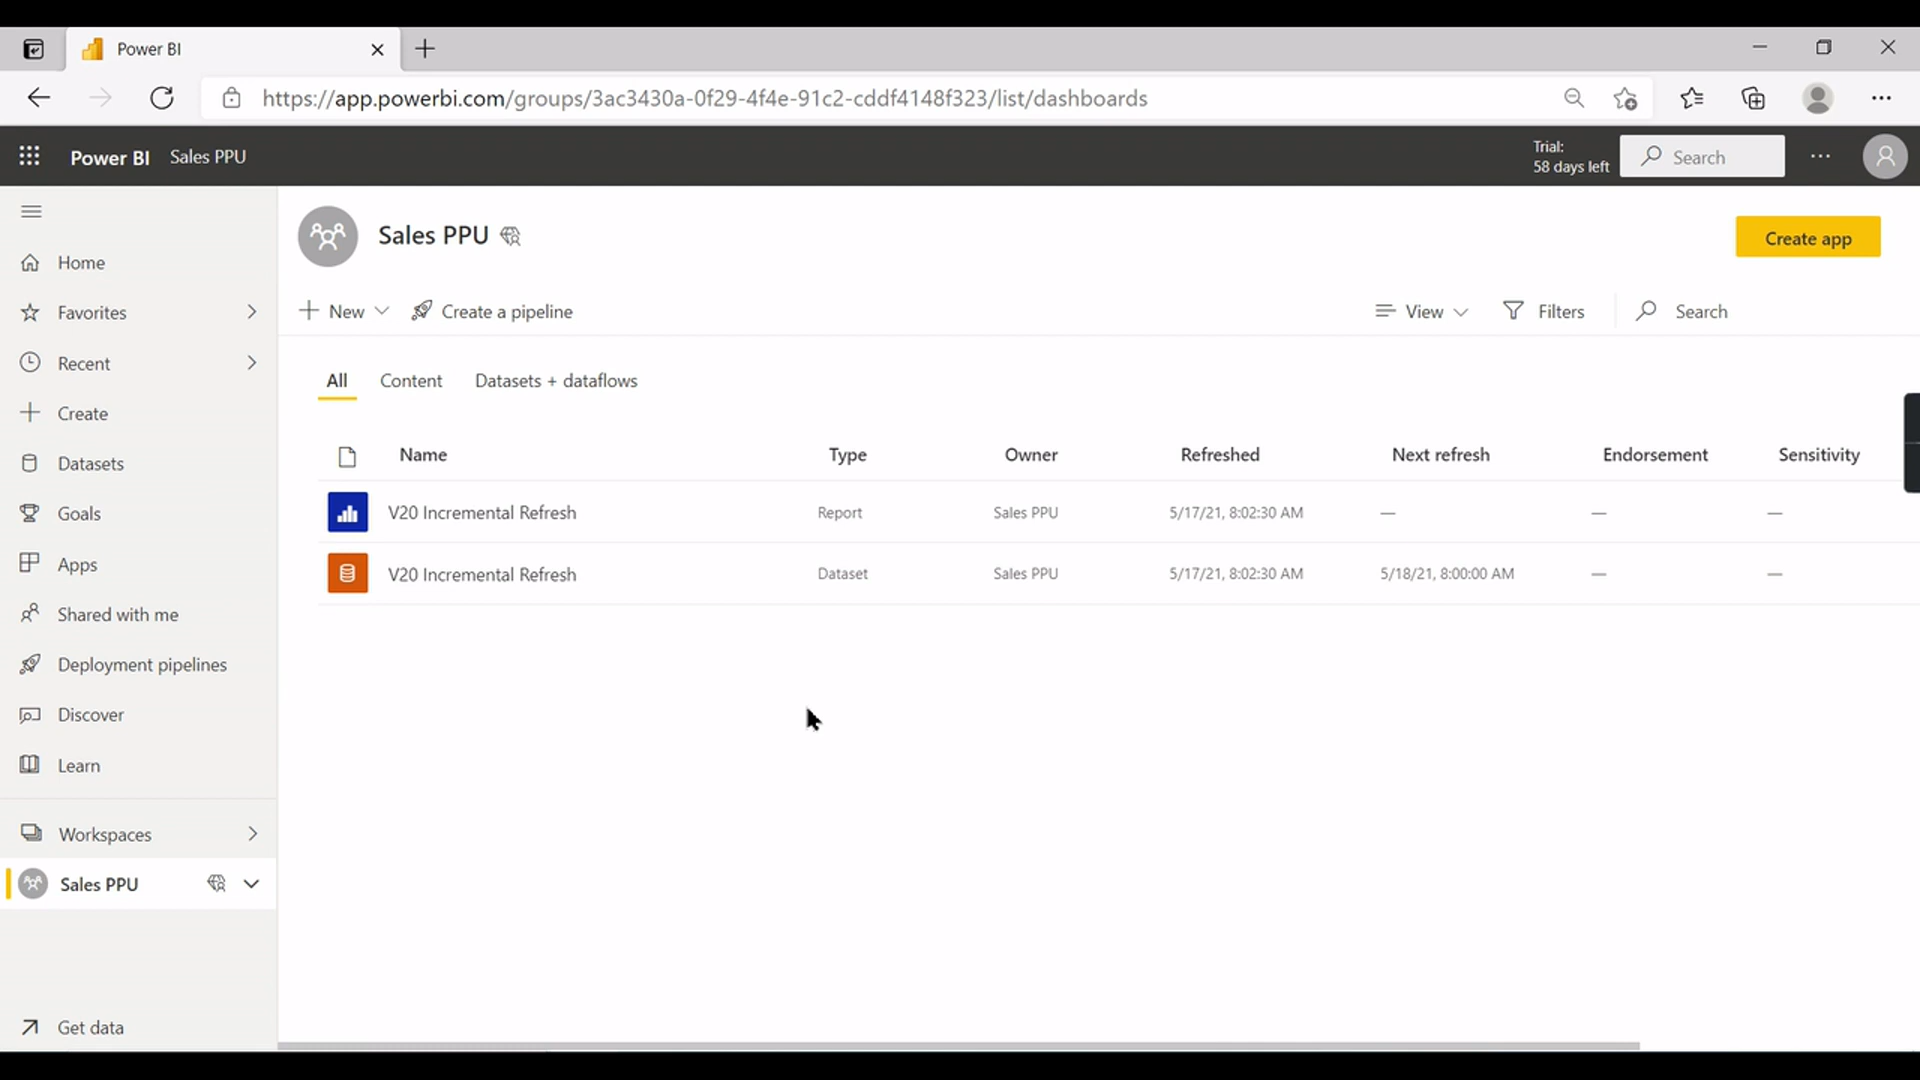 Power BI
https://app.powerbi.com/groups/3ac3430a-0f29-4f4e-91c2-cddf4148f323/list/dashboards
Power BI Sales PPU
Trial:
58 days left
Search
Sales PPU
Create app
Home
Favorites
Recent
Create
Datasets
Goals
Apps
Shared with me
Deployment pipelines
Discover
Learn
Workspaces
Sales PPU
Get data
New Create a pipeline View Filters Search
All Content Datasets + dataflows
Name Type Owner Refreshed Next refresh Endorsement Sensitivity
V20 Incremental Refresh Report Sales PPU 5/17/21, 8:02:30 AM — — —
V20 Incremental Refresh Dataset Sales PPU 5/17/21, 8:02:30 AM 5/18/21, 8:00:00 AM — —